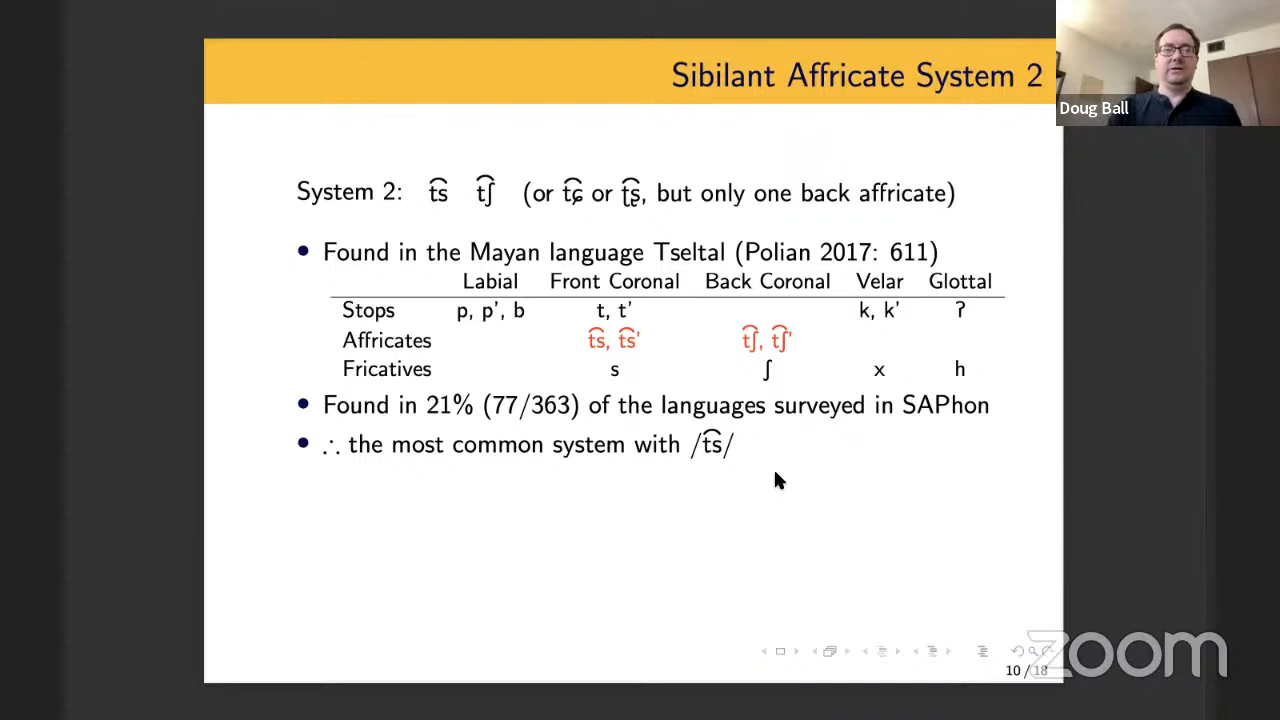 Sibilant Affricate System 2
Doug Ball
System 2: t͡s t͡ʃ (or t͡ɕ or ʈ͡ʂ, but only one back affricate)
• Found in the Mayan language Tseltal (Polian 2017: 611)
Labial Front Coronal Back Coronal Velar Glottal
Stops p, p’, b t, t’ k, k’ ʔ
Affricates t͡s, t͡s’ t͡ʃ, t͡ʃ’
Fricatives s ʃ x h
• Found in 21% (77/363) of the languages surveyed in SAPhon
• ∴ the most common system with /t͡s/
10 / 18
zoom